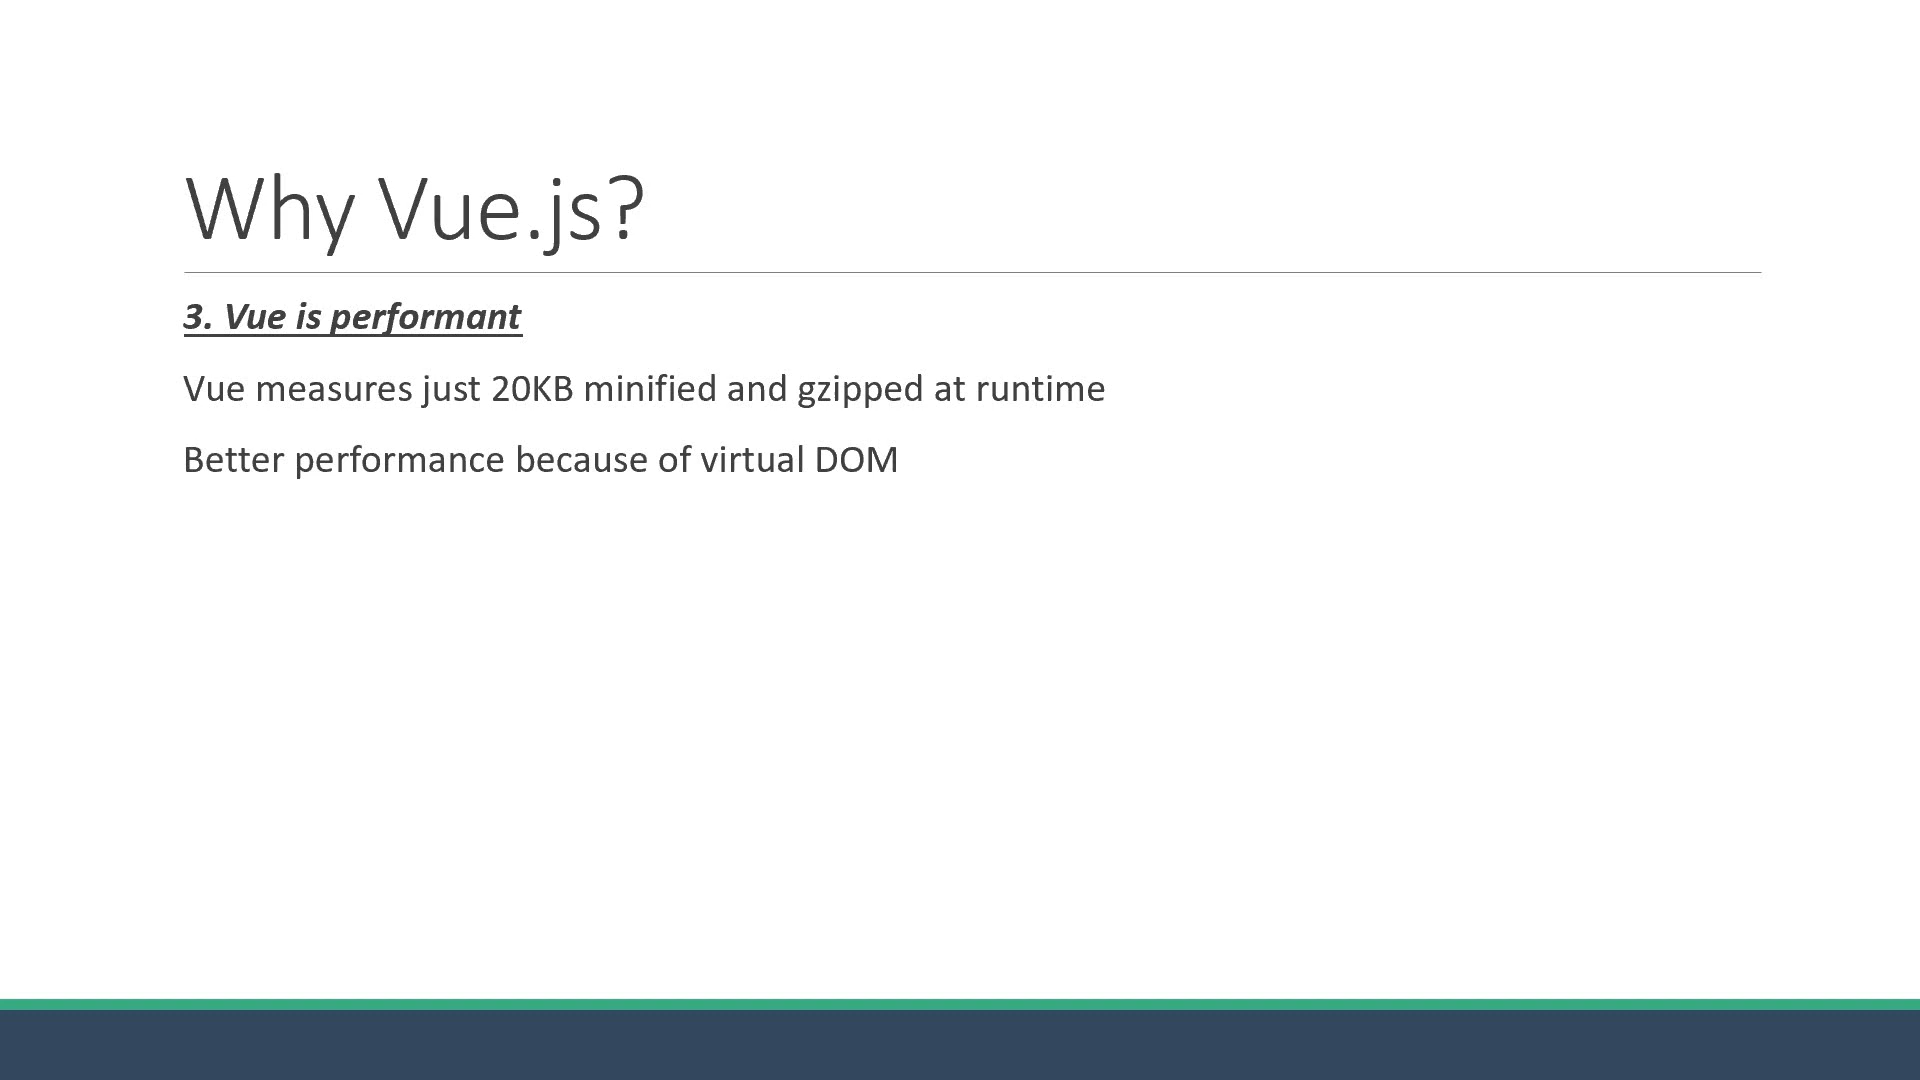 Why Vue.js?
3. Vue is performant
Vue measures just 20KB minified and gzipped at runtime
Better performance because of virtual DOM